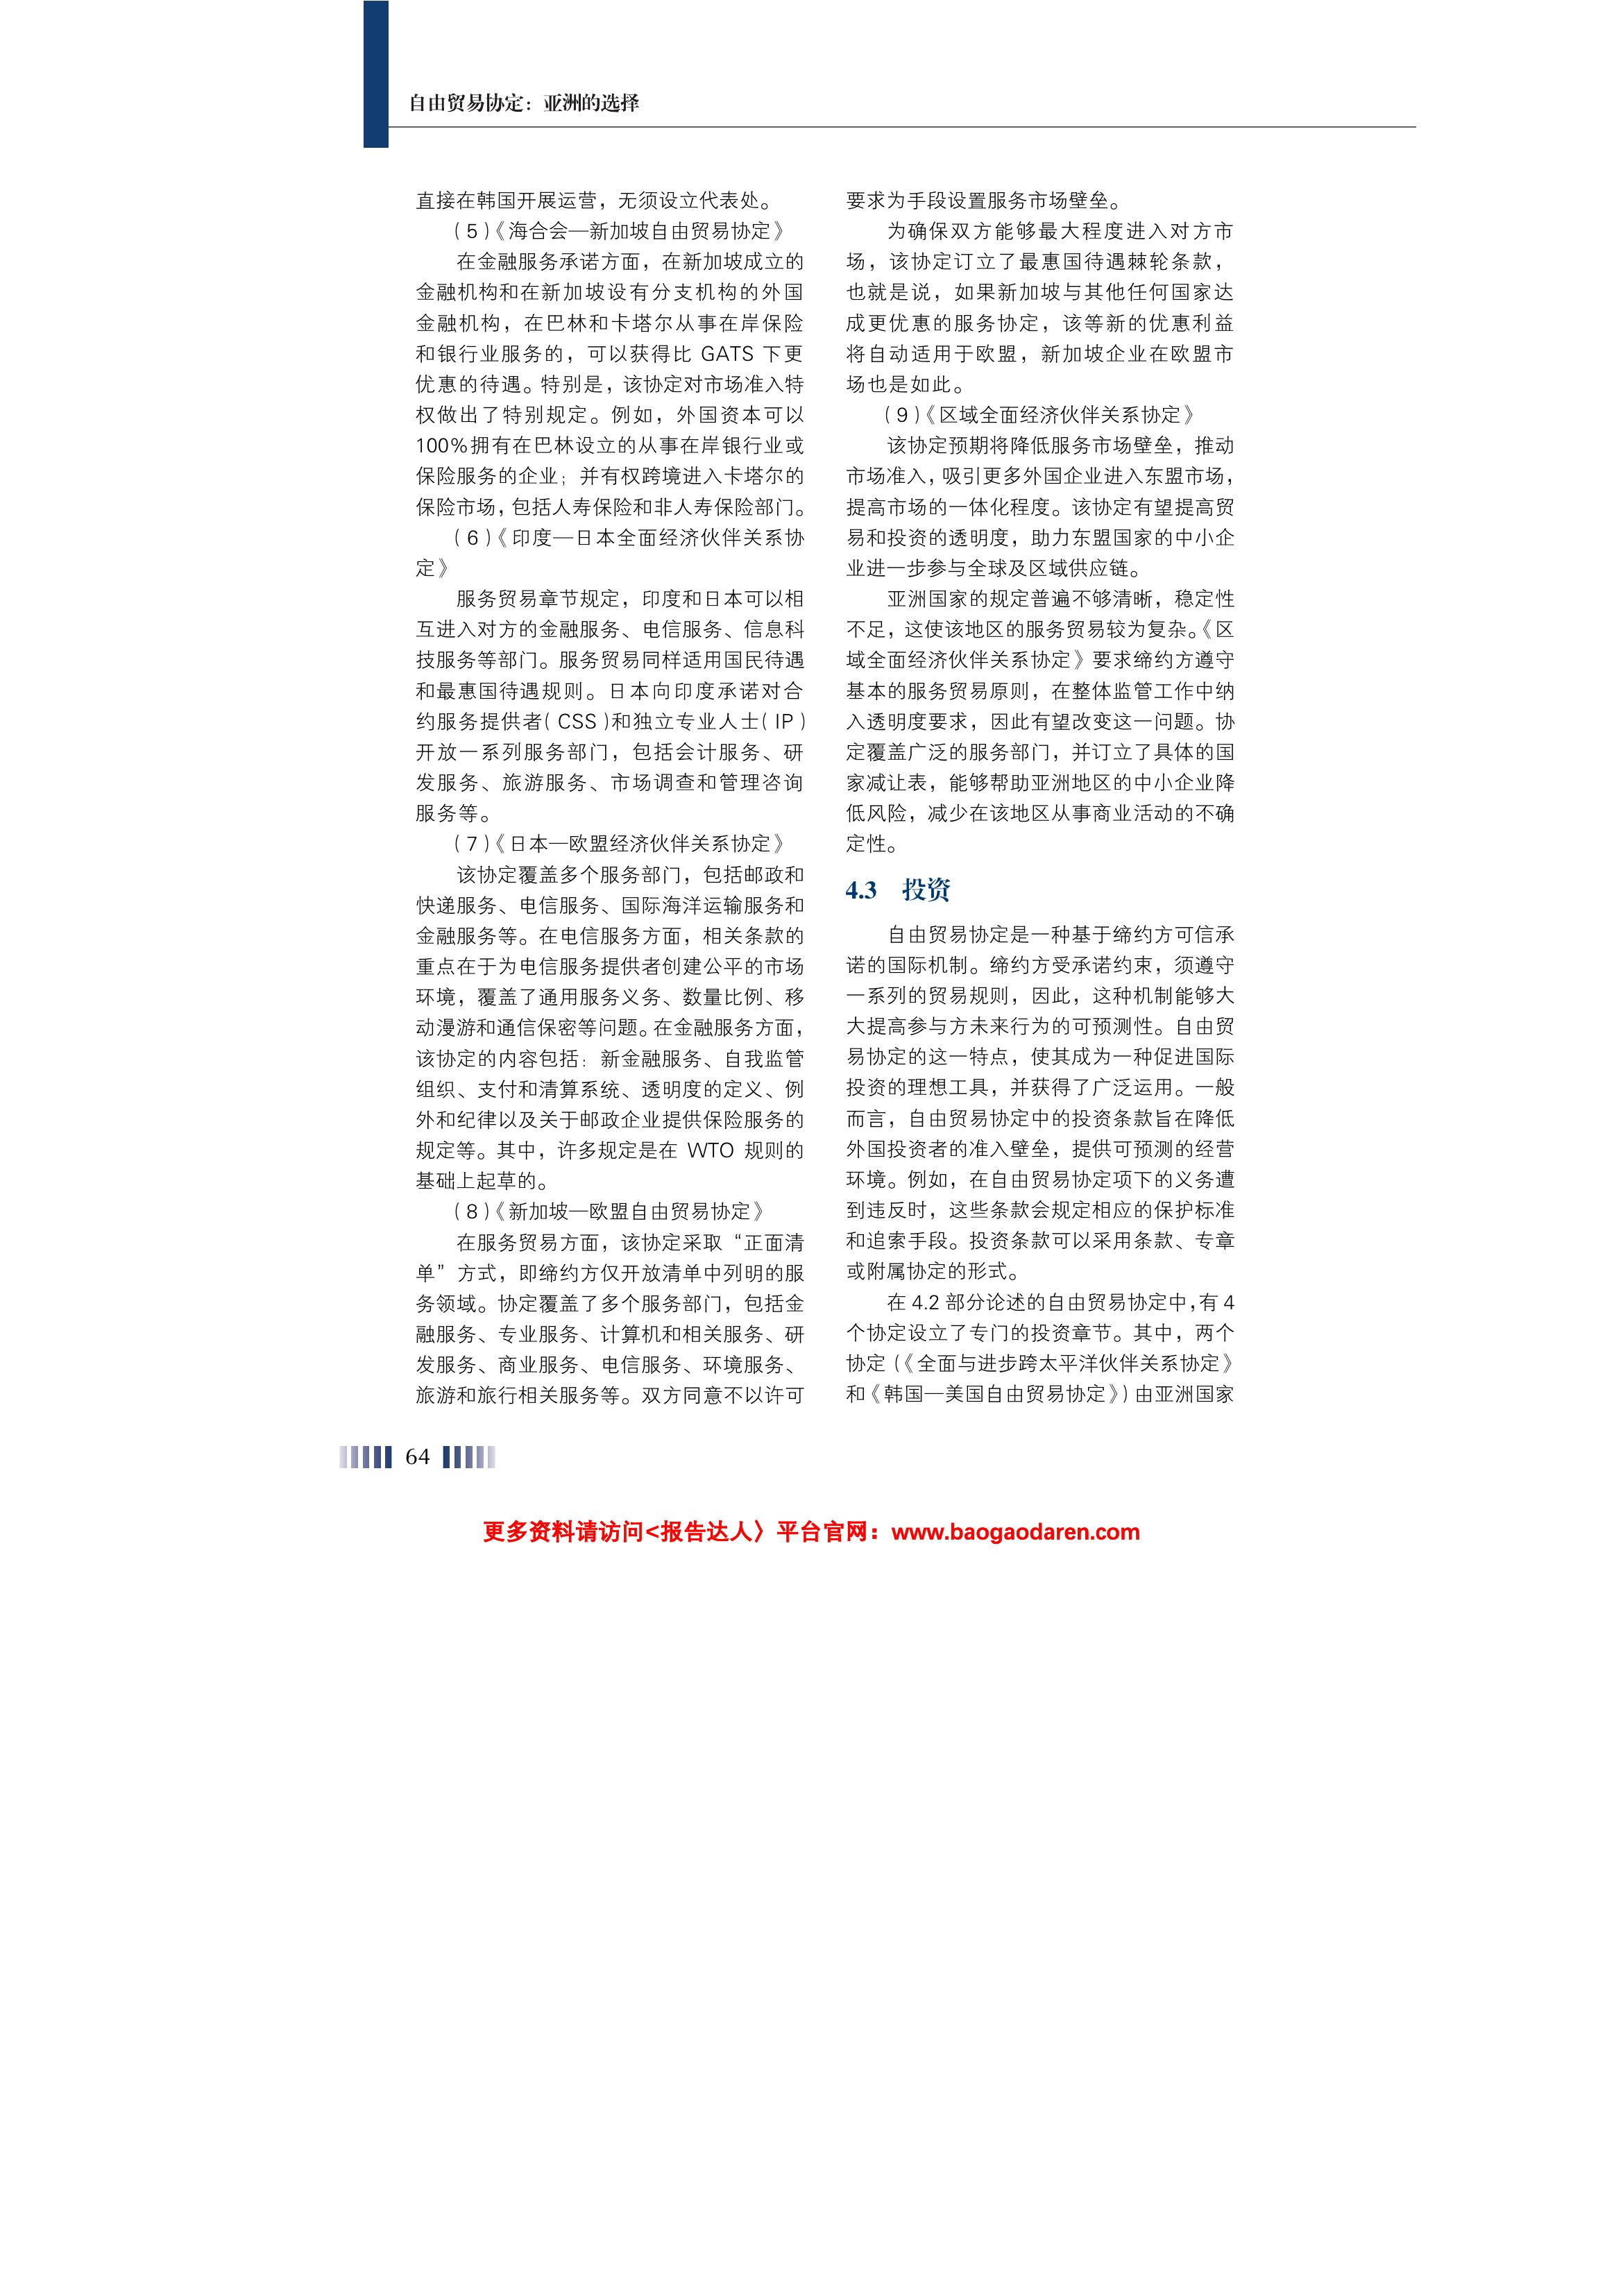 自由贸易协定：亚洲的选择
直接在韩国开展运营，无须设立代表处。
（5）《海合会—新加坡自由贸易协定》
在金融服务承诺方面，在新加坡成立的
金融机构和在新加坡设有分支机构的外国
金融机构，在巴林和卡塔尔从事在岸保险
和银行业服务的，可以获得比 GATS 下更
优惠的待遇。特别是，该协定对市场准入特
权做出了特别规定。例如，外国资本可以
100%拥有在巴林设立的从事在岸银行业或
保险服务的企业；并有权跨境进入卡塔尔的
保险市场，包括人寿保险和非人寿保险部门。
（6）《印度—日本全面经济伙伴关系协
定》
服务贸易章节规定，印度和日本可以相
互进入对方的金融服务、电信服务、信息科
技服务等部门。服务贸易同样适用国民待遇
和最惠国待遇规则。日本向印度承诺对合
约服务提供者（CSS）和独立专业人士（IP）
开放一系列服务部门，包括会计服务、研
发服务、旅游服务、市场调查和管理咨询
服务等。
（7）《日本—欧盟经济伙伴关系协定》
该协定覆盖多个服务部门，包括邮政和
快递服务、电信服务、国际海洋运输服务和
金融服务等。在电信服务方面，相关条款的
重点在于为电信服务提供者创建公平的市场
环境，覆盖了通用服务义务、数量比例、移
动漫游和通信保密等问题。在金融服务方面，
该协定的内容包括：新金融服务、自我监管
组织、支付和清算系统、透明度的定义、例
外和纪律以及关于邮政企业提供保险服务的
规定等。其中，许多规定是在 WTO 规则的
基础上起草的。
（8）《新加坡—欧盟自由贸易协定》
在服务贸易方面，该协定采取“正面清
单”方式，即缔约方仅开放清单中列明的服
务领域。协定覆盖了多个服务部门，包括金
融服务、专业服务、计算机和相关服务、研
发服务、商业服务、电信服务、环境服务、
旅游和旅行相关服务等。双方同意不以许可
要求为手段设置服务市场壁垒。
为确保双方能够最大程度进入对方市
场，该协定订立了最惠国待遇棘轮条款，
也就是说，如果新加坡与其他任何国家达
成更优惠的服务协定，该等新的优惠利益
将自动适用于欧盟，新加坡企业在欧盟市
场也是如此。
（9）《区域全面经济伙伴关系协定》
该协定预期将降低服务市场壁垒，推动
市场准入，吸引更多外国企业进入东盟市场，
提高市场的一体化程度。该协定有望提高贸
易和投资的透明度，助力东盟国家的中小企
业进一步参与全球及区域供应链。
亚洲国家的规定普遍不够清晰，稳定性
不足，这使该地区的服务贸易较为复杂。《区
域全面经济伙伴关系协定》要求缔约方遵守
基本的服务贸易原则，在整体监管工作中纳
入透明度要求，因此有望改变这一问题。协
定覆盖广泛的服务部门，并订立了具体的国
家减让表，能够帮助亚洲地区的中小企业降
低风险，减少在该地区从事商业活动的不确
定性。
4.3 投资
自由贸易协定是一种基于缔约方可信承
诺的国际机制。缔约方受承诺约束，须遵守
一系列的贸易规则，因此，这种机制能够大
大提高参与方未来行为的可预测性。自由贸
易协定的这一特点，使其成为一种促进国际
投资的理想工具，并获得了广泛运用。一般
而言，自由贸易协定中的投资条款旨在降低
外国投资者的准入壁垒，提供可预测的经营
环境。例如，在自由贸易协定项下的义务遭
到违反时，这些条款会规定相应的保护标准
和追索手段。投资条款可以采用条款、专章
或附属协定的形式。
在 4.2 部分论述的自由贸易协定中，有 4
个协定设立了专门的投资章节。其中，两个
协定（《全面与进步跨太平洋伙伴关系协定》
和《韩国—美国自由贸易协定》）由亚洲国家
64
更多资料请访问<报告达人〉平台官网：www.baogaodaren.com